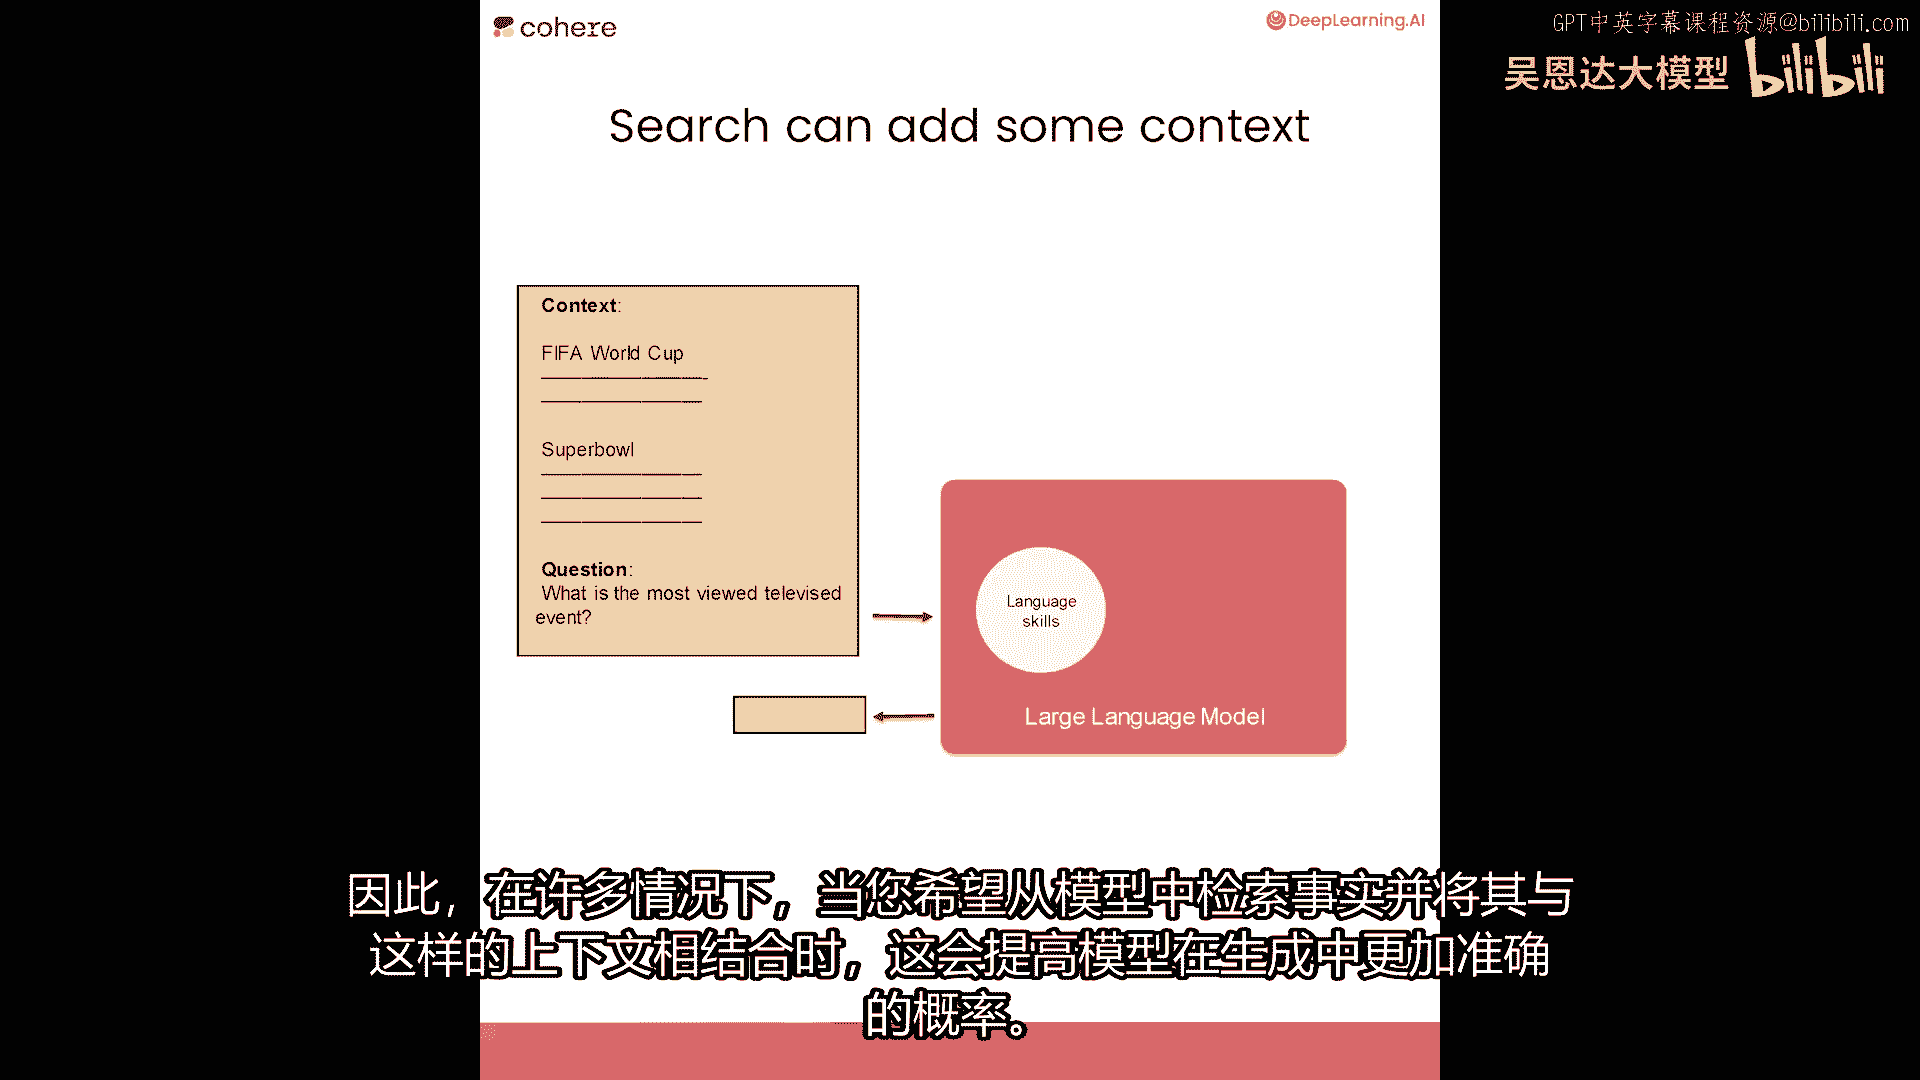 cohere
DeepLearning.AI
GPT中英字幕课程资源@bilibili.com
吴恩达大模型 bilibili
Search can add some context
Context:
FIFA World Cup
Superbowl
Question:
What is the most viewed televised
event?
Language
skills
Large Language Model
因此，在许多情况下，当您希望从模型中检索事实并将其与
这样的上下文相结合时，这会提高模型在生成中更加准确
的概率。